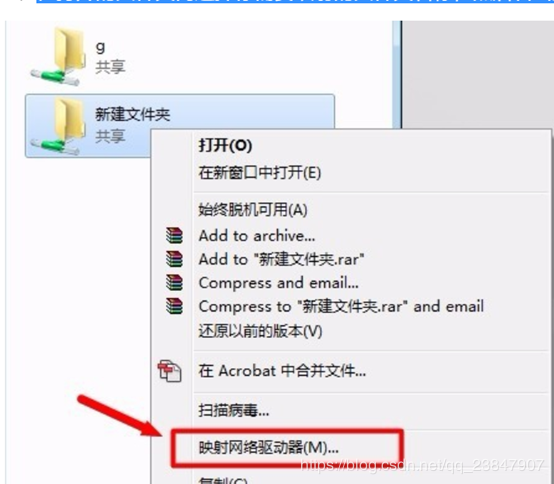 g
共享
新建文件夹
共享
打开(O)
在新窗口中打开(E)
始终脱机可用(A)
Add to archive...
Add to "新建文件夹.rar"
Compress and email...
Compress to "新建文件夹.rar" and email
还原以前的版本(V)
在 Acrobat 中合并文件...
扫描病毒...
映射网络驱动器(M)...
https://blog.csdn.net/qq_23847907
复制(C)